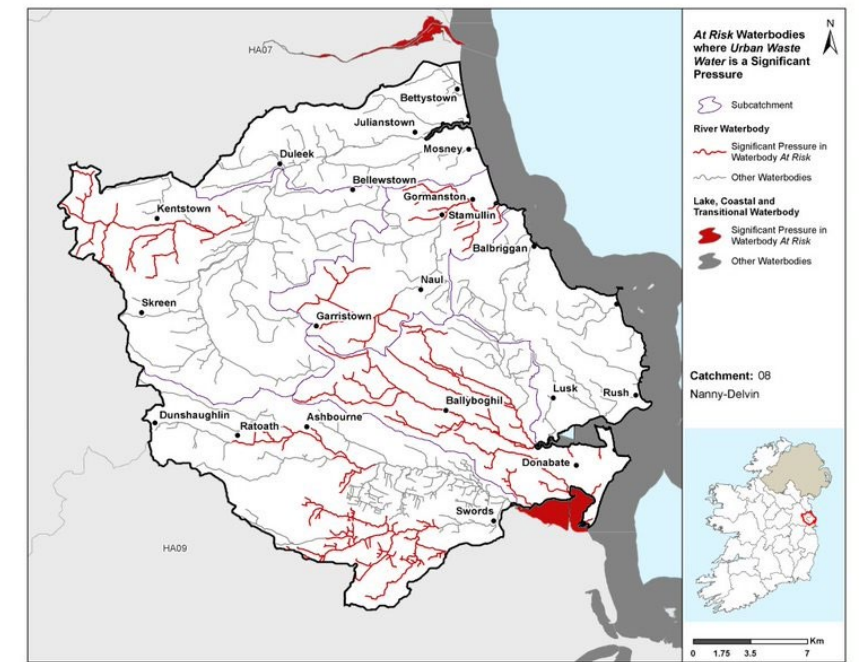 HA07
Bettystown
Julianstown
Mosney
Duleek
Bellewstown
Gormanston
Kentstown
Stamullin
Balbriggan
Naul
Skreen
Garristown
Lusk
Rush
Ballyboghil
Dunshaughlin
Ratoath
Ashbourne
Donabate
Swords
HA09
N
At Risk Waterbodies
where Urban Waste
Water is a Significant
Pressure
Subcatchment
River Waterbody
Significant Pressure in
Waterbody At Risk
Other Waterbodies
Lake, Coastal and
Transitional Waterbody
Significant Pressure in
Waterbody At Risk
Other Waterbodies
Catchment: 08
Nanny-Delvin
Km
0 1.75 3.5 7